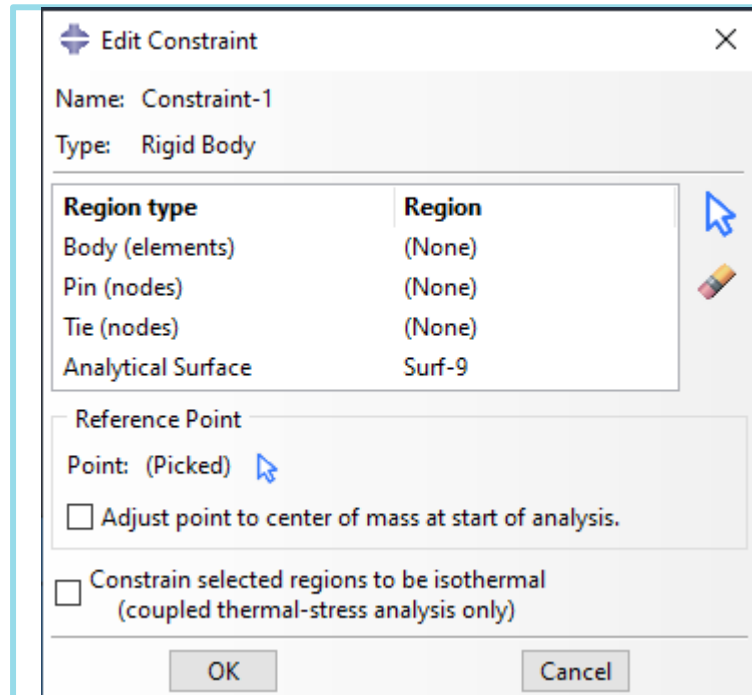 Edit Constraint
Name: Constraint-1
Type: Rigid Body
Region type Region
Body (elements) (None)
Pin (nodes) (None)
Tie (nodes) (None)
Analytical Surface Surf-9
Reference Point
Point: (Picked)
Adjust point to center of mass at start of analysis.
Constrain selected regions to be isothermal
(coupled thermal-stress analysis only)
OK Cancel